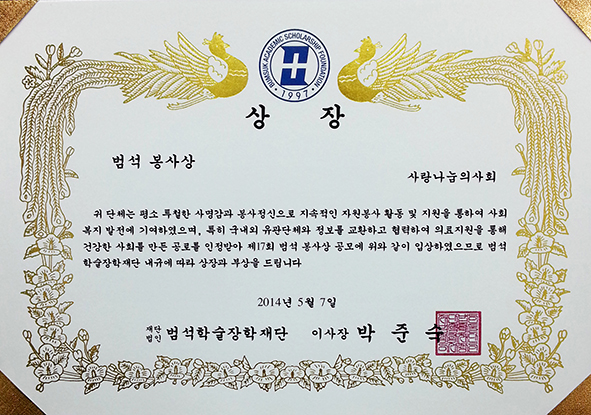 BUMSUK ACADEMIC SCHOLARSHIP FOUNDATION
1997
상 장
범석 봉사상
사랑나눔의사회
귀 단체는 평소 특철한 사명감과 봉사정신으로 지속적인 자원봉사 활동 및 지원을 통하여 사회
복지 발전에 기여하였으며, 특히 국내외 유관단체와 정보를 교환하고 협력하여 의료지원을 통해
건강한 사회를 만든 공로를 인정받아 제17회 범석 봉사상 공모에 위와 같이 입상하였으므로 범석
학술장학재단 내규에 따라 상장과 부상을 드립니다
2014년 5월 7일
재단법인 범석학술장학재단 이사장 박준숙